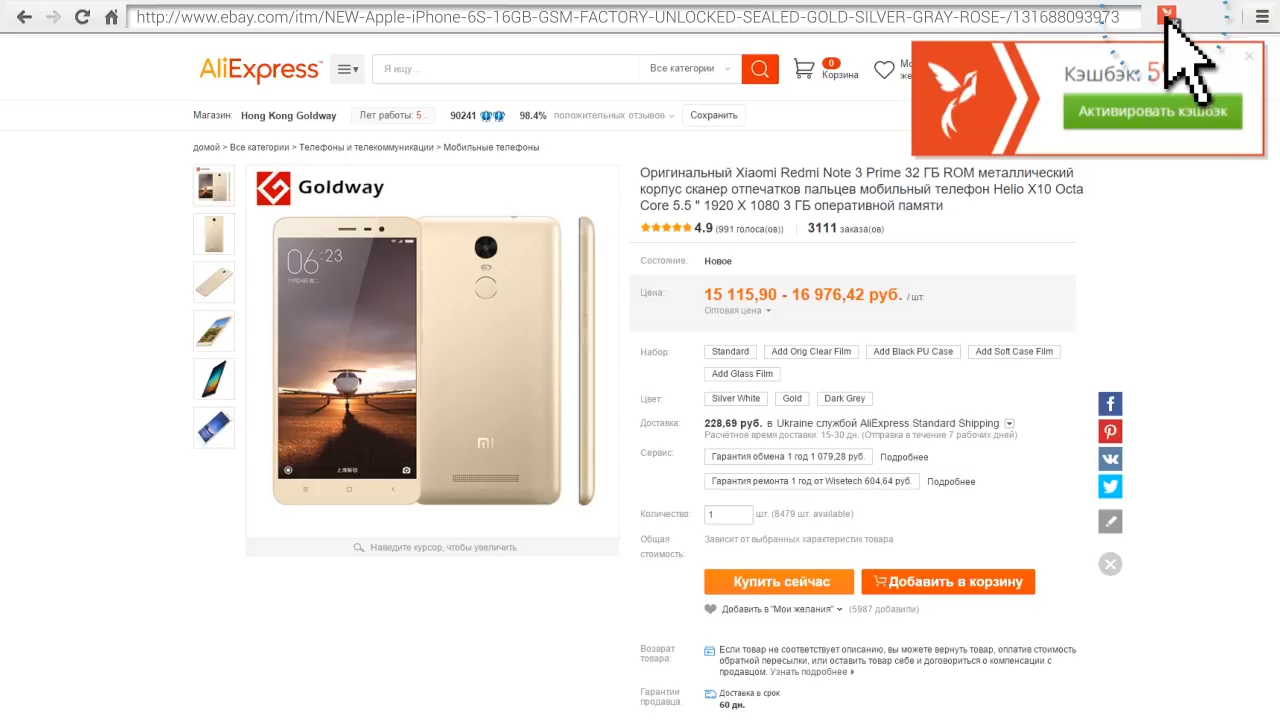 http://www.ebay.com/itm/NEW-Apple-iPhone-6S-16GB-GSM-FACTORY-UNLOCKED-SEALED-GOLD-SILVER-GRAY-ROSE-/131688093973
AliExpress
Я ищу...
Все категории
0
Корзина
Кэшбэк:
Активировать кэшбэк
Магазин: Hong Kong Goldway
Лет работы: 5 .
90241
98.4% положительных отзывов
Сохранить
домой > Все категории > Телефоны и телекоммуникации > Мобильные телефоны
Goldway
06:23
mi
Наведите курсор, чтобы увеличить
Оригинальный Xiaomi Redmi Note 3 Prime 32 ГБ ROM металлический
корпус сканер отпечатков пальцев мобильный телефон Helio X10 Octa
Core 5.5 " 1920 X 1080 3 ГБ оперативной памяти
4.9 (991 голоса(ов)) 3111 заказа(ов)
Состояние: Новое
Цена: 15 115,90 - 16 976,42 руб. / шт.
Оптовая цена
Набор: Standard Add Orig Clear Film Add Black PU Case Add Soft Case Film
Add Glass Film
Цвет: Silver White Gold Dark Grey
Доставка: 228,69 руб. в Ukraine службой AliExpress Standard Shipping
Расчетное время доставки: 15-30 дн. (Отправка в течение 7 рабочих дней)
Сервис: Гарантия обмена 1 год 1 079,28 руб. Подробнее
Гарантия ремонта 1 год от Wisetech 604,64 руб. Подробнее
Количество: 1 шт. (8479 шт. available)
Общая
стоимость: Зависит от выбранных характеристик товара
Купить сейчас
Добавить в корзину
Добавить в "Мои желания" (5987 добавили)
Возврат
товара: Если товар не соответствует описанию, вы можете вернуть товар, оплатив стоимость
обратной пересылки, или оставить товар себе и договориться о компенсации с
продавцом. Узнать подробнее
Гарантии
продавца: Доставка в срок
60 дн.